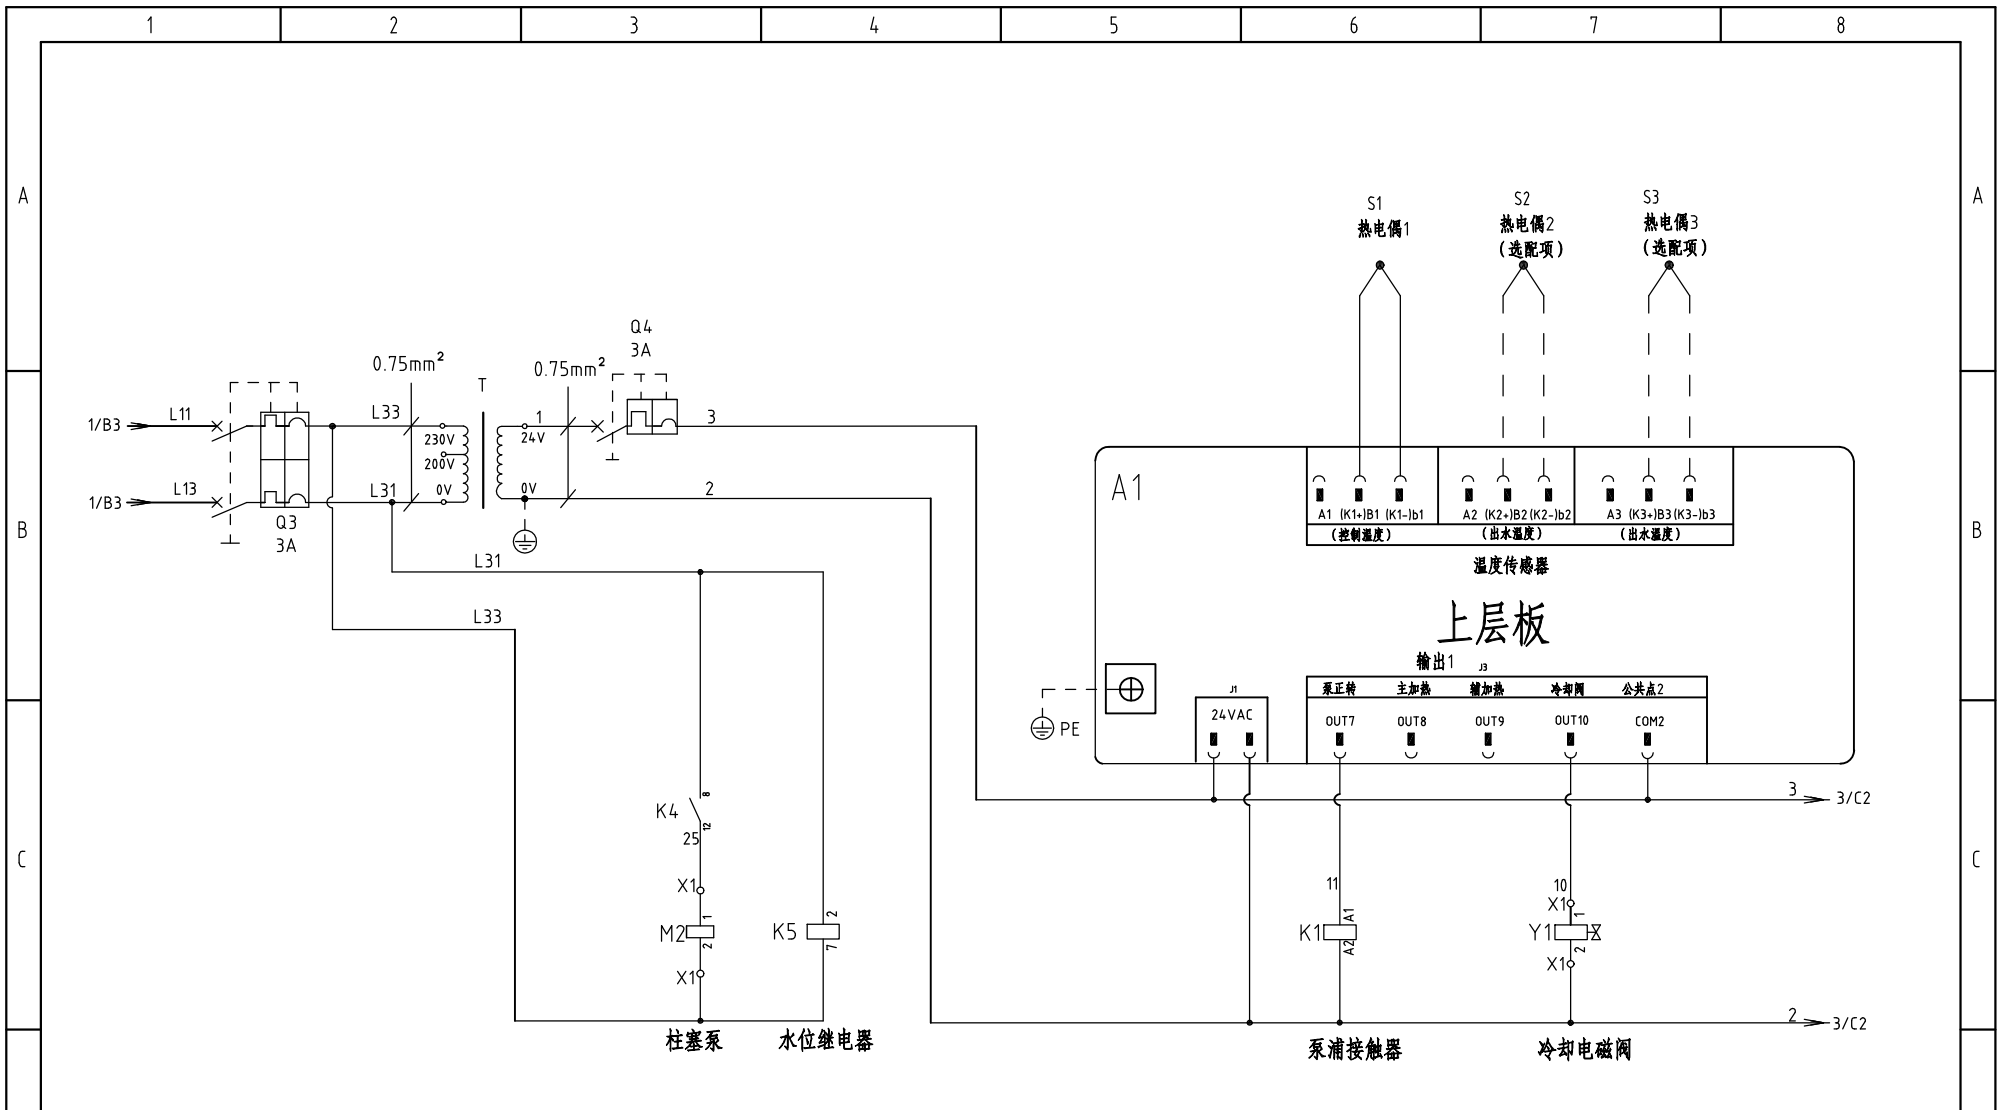 1 2 3 4 5 6 7 8
A A
S1 S2 S3
热电偶1 热电偶2 热电偶3
(选配项) (选配项)
Q4
3A
0.75mm² T 0.75mm²
1/B3 L11 L33 230V 1 24V 3
200V
1/B3 L13 L31 0V 0V 2
Q3
3A
B B
A1
A1 (K1+)B1 (K1-)b1 A2 (K2+)B2 (K2-)b2 A3 (K3+)B3 (K3-)b3
(控制温度) (出水温度) (出水温度)
温度传感器
L31
L33
上层板
输出1 J3
泵正转 主加热 辅加热 冷却阀 公共点2
J1
24VAC OUT7 OUT8 OUT9 OUT10 COM2
PE
3 3/C2
K4 8 12
25
C C
X1 11 10
X1
M2 1 2 K5 2 7 K1 A1 A2 Y1 1 2
X1 X1
2 3/C2
柱塞泵 水位继电器 泵浦接触器 冷却电磁阀